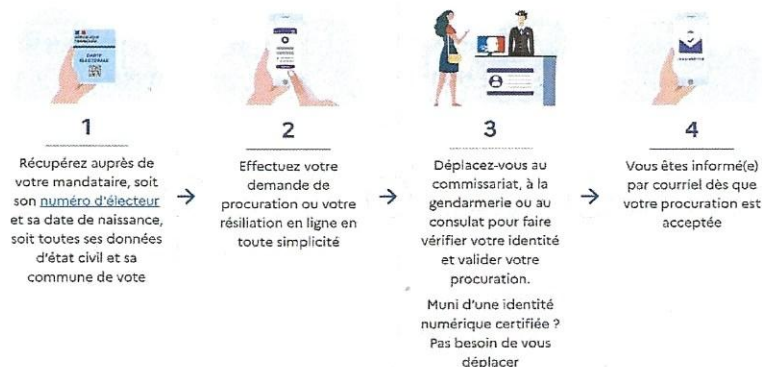 RÉPUBLIQUE
FRANÇAISE
CARTE
ÉLECTORALE
1
Récupérez auprès de
votre mandataire, soit
son numéro d'électeur
et sa date de naissance,
soit toutes ses données
d'état civil et sa
commune de vote
→
2
Effectuez votre
demande de
procuration ou votre
résiliation en ligne en
toute simplicité
→
3
Déplacez-vous au
commissariat, à la
gendarmerie ou au
consulat pour faire
vérifier votre identité
et valider votre
procuration.
Muni d'une identité
numérique certifiée ?
Pas besoin de vous
déplacer
→
4
Vous êtes informé(e)
par courriel dès que
votre procuration est
acceptée